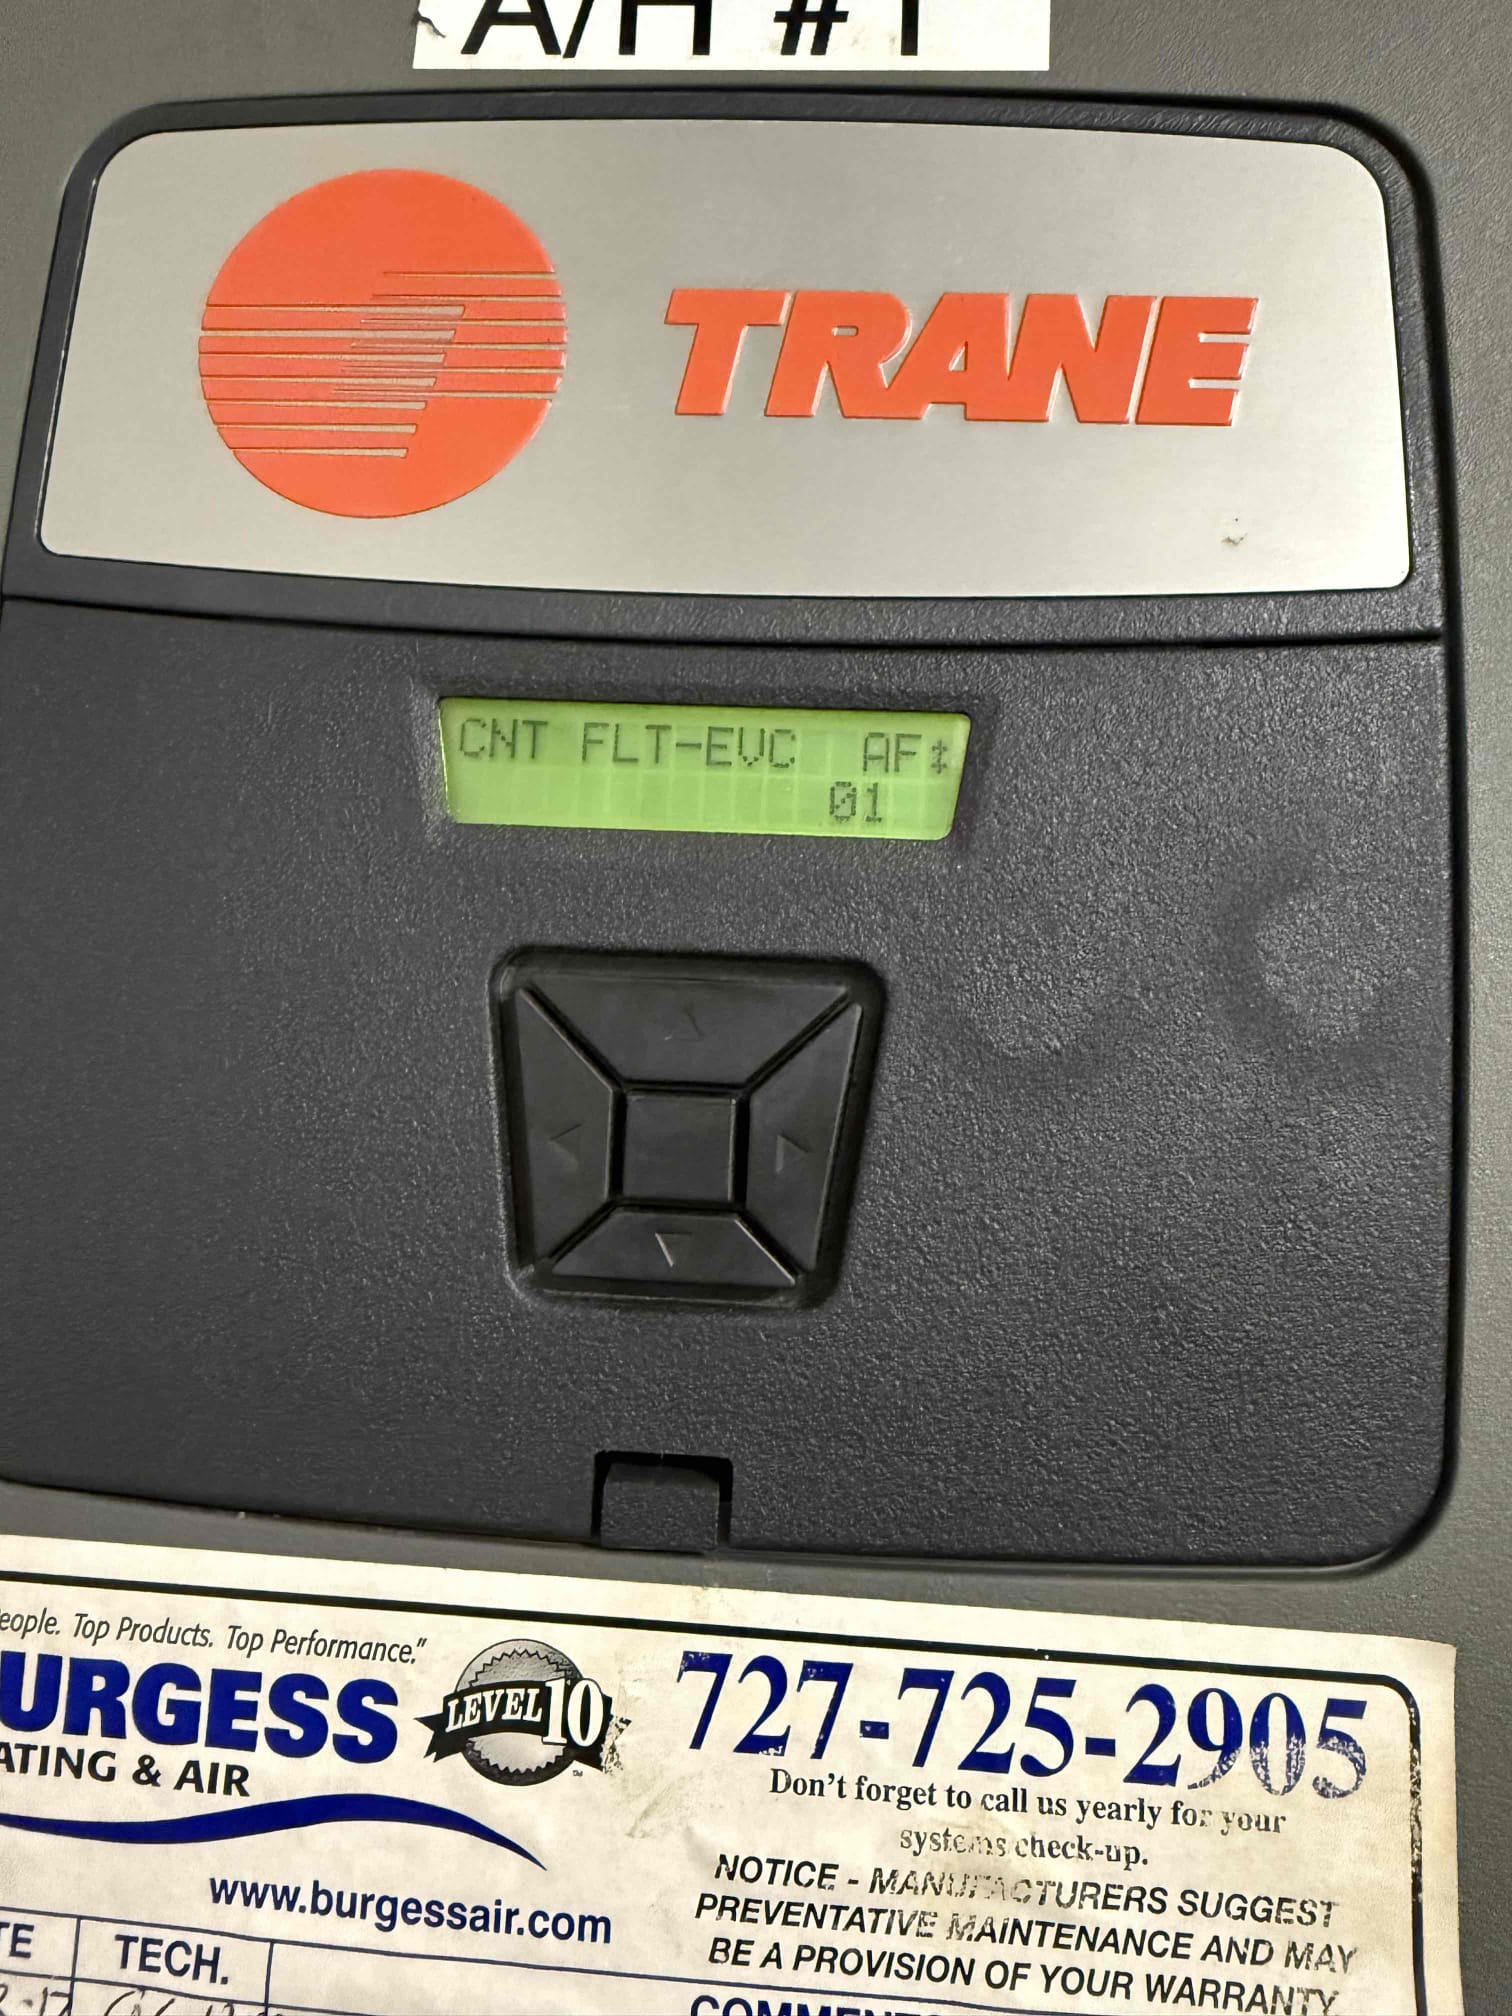 A/H #1
TRANE
CNT FLT-EVC AF
01
eople. Top Products. Top Performance."
URGESS
ATING & AIR
LEVEL 10
727-725-2905
Don't forget to call us yearly for your
systems check-up.
NOTICE - MANUFACTURERS SUGGEST
PREVENTATIVE MAINTENANCE AND MAY
BE A PROVISION OF YOUR WARRANTY
www.burgessair.com
TE TECH.